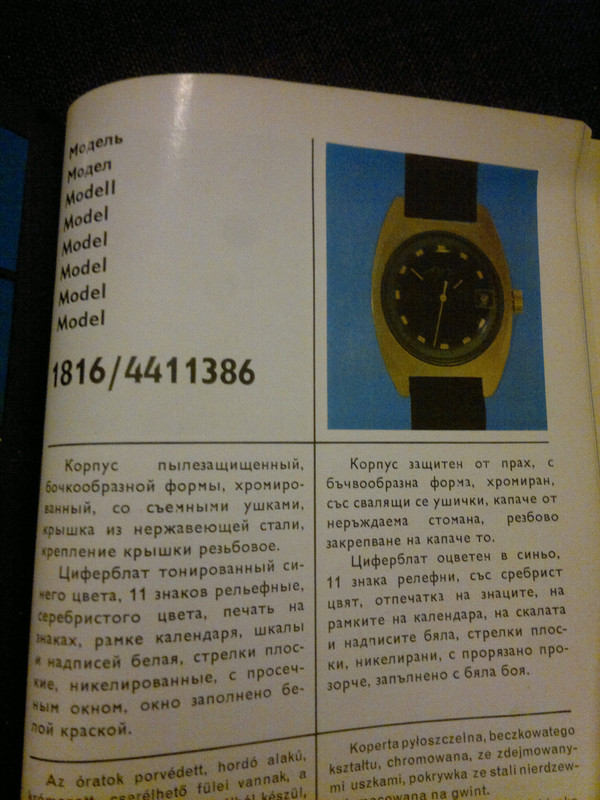 Модель
Модел
Modell
Model
Model
Model
Model
Model
1816/4411386
Корпус пылезащищенный,
бочкообразной формы, хромиро-
ванный, со съемными ушками,
крышка из нержавеющей стали,
крепление крышки резьбовое.
Циферблат тонированный си-
него цвета, 11 знаков рельефные,
серебристого цвета, печать на
знаках, рамке календаря, шкалы
и надписей белая, стрелки плос-
кие, никелированные, с просеч-
ным окном, окно заполнено бе-
лой краской.
Корпус защитен от прах, с
бъчвообразна форма, хромиран,
със свалящи се ушички, капаче от
неръждаема стомана, резбово
закрепване на капаче то.
Циферблат оцветен в синьо,
11 знака релефни, със сребрист
цвят, отпечатка на знаците, на
рамките на календара, на скалата
и надписите бяла, стрелки плос-
ки, никелирани, с прорязано про-
зорче, запълнено с бяла боя.
Az óratok porvédett, hordó alakú,
cserélhető fülei vannak, a
készül,
Koperta pyłoszczelna, beczkowatego
kształtu, chromowana, ze zdejmowany-
mi uszkami, pokrywka ze stali nierdzew-
na gwint.